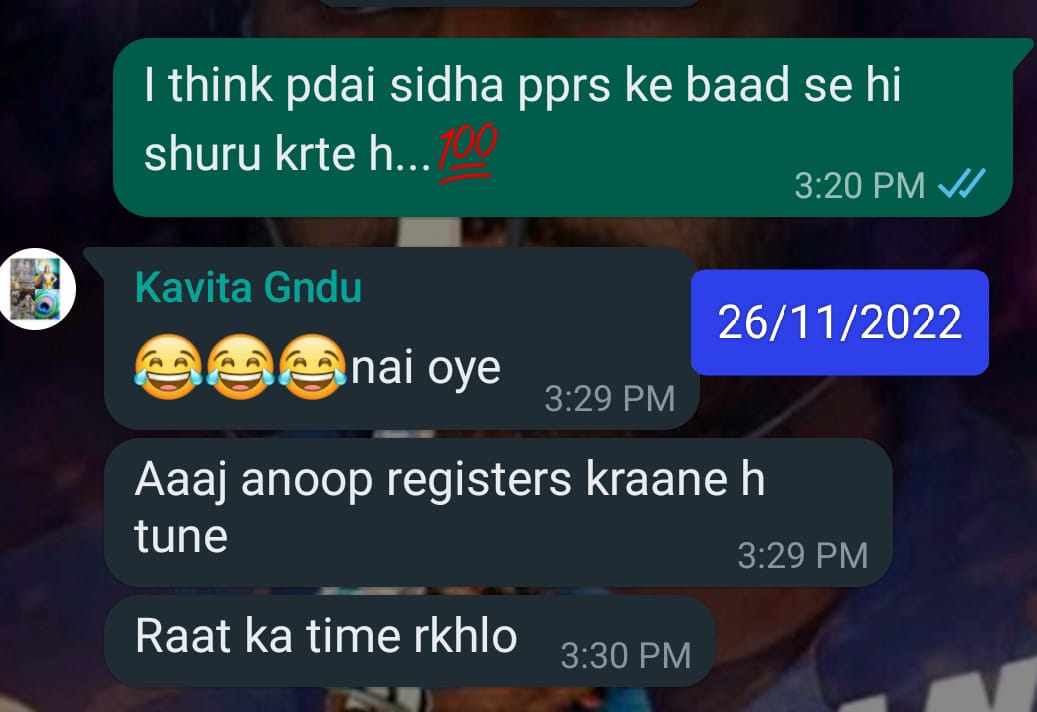 I think pdai sidha pprs ke baad se hi
shuru krte h...💯
3:20 PM
Kavita Gndu
26/11/2022
😂😂😂nai oye
3:29 PM
Aaaj anoop registers kraane h
tune
3:29 PM
Raat ka time rkhlo
3:30 PM